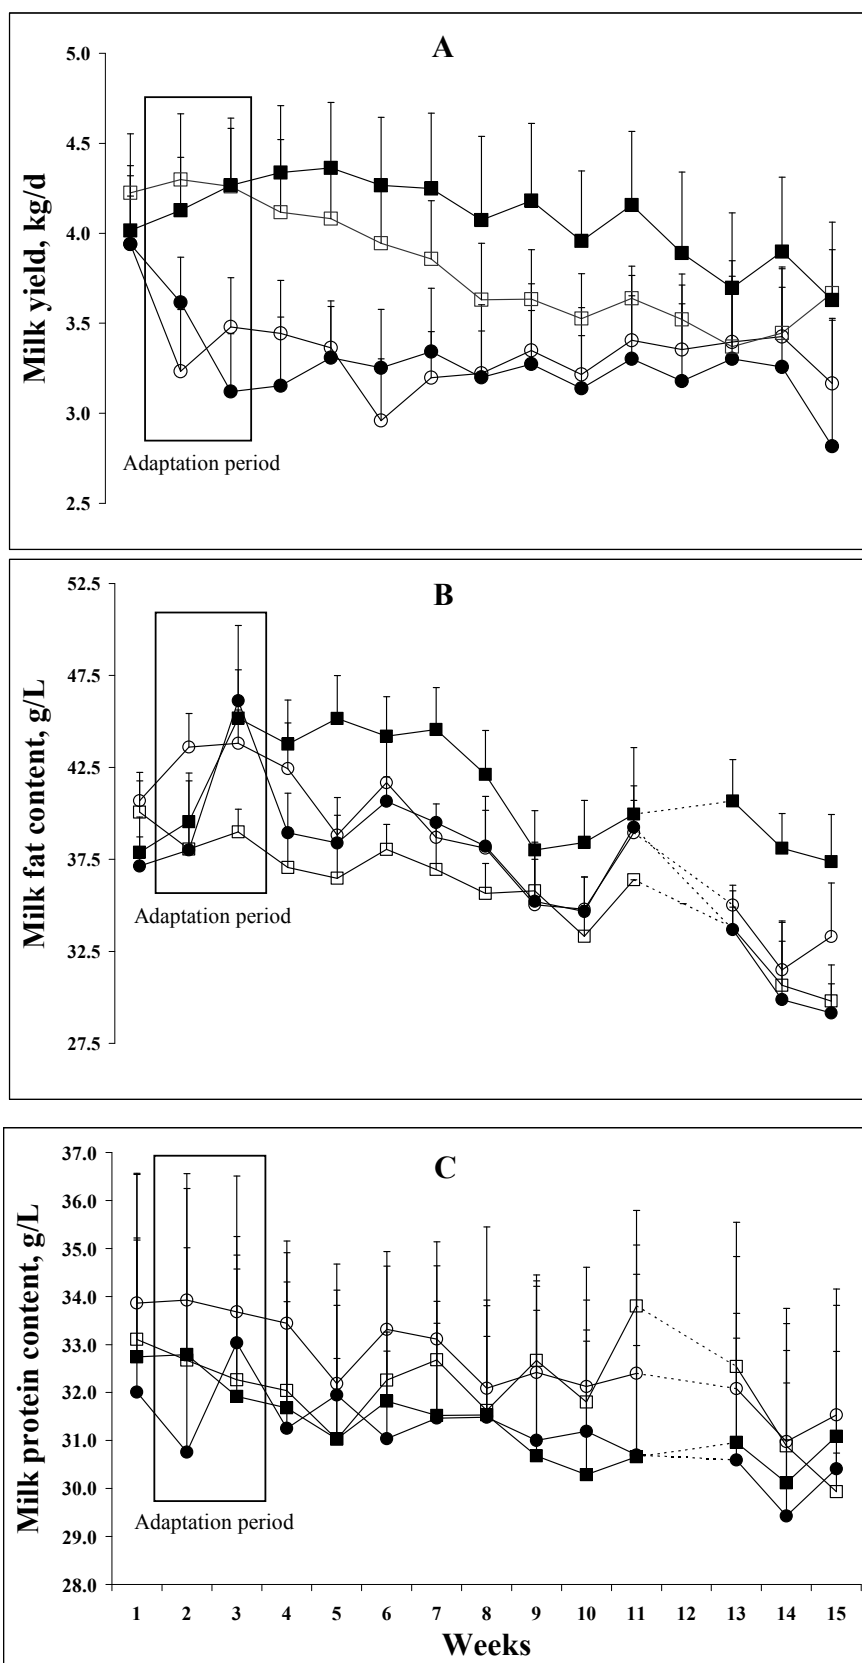 A
Milk yield, kg/d
5.0
4.5
4.0
3.5
3.0
2.5
Adaptation period
B
Milk fat content, g/L
52.5
47.5
42.5
37.5
32.5
27.5
Adaptation period
C
Milk protein content, g/L
37.0
36.0
35.0
34.0
33.0
32.0
31.0
30.0
29.0
28.0
Adaptation period
1 2 3 4 5 6 7 8 9 10 11 12 13 14 15
Weeks